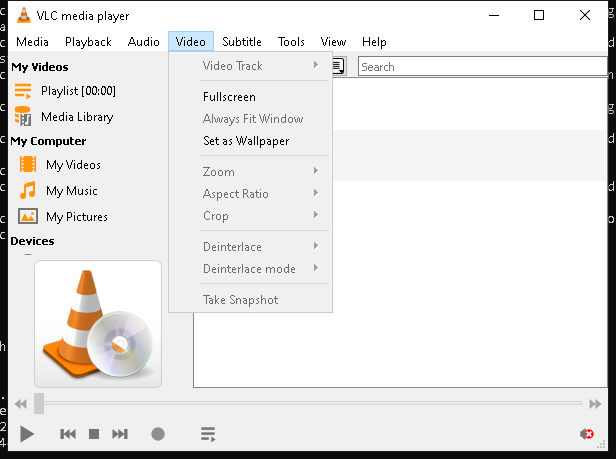 VLC media player
Media Playback Audio Video Subtitle Tools View Help
My Videos
Playlist [00:00]
Media Library
My Computer
My Videos
My Music
My Pictures
Devices
Video Track
Fullscreen
Always Fit Window
Set as Wallpaper
Zoom
Aspect Ratio
Crop
Deinterlace
Deinterlace mode
Take Snapshot
Search